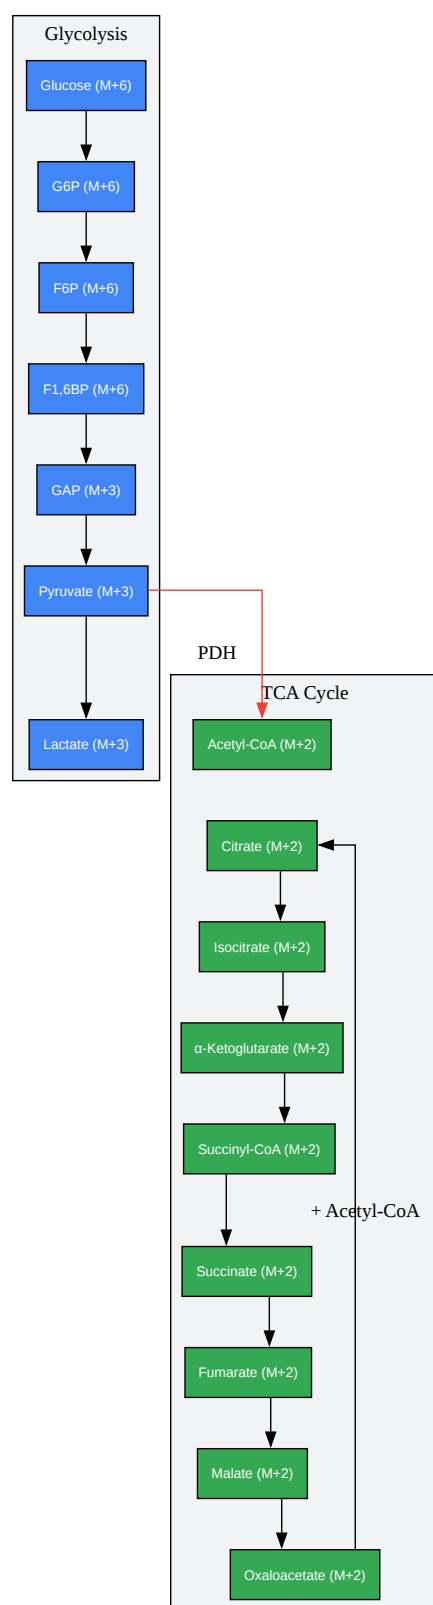 Glycolysis
Glucose (M+6)
G6P (M+6)
F6P (M+6)
F1,6BP (M+6)
GAP (M+3)
Pyruvate (M+3)
Lactate (M+3)
PDH
TCA Cycle
Acetyl-CoA (M+2)
Citrate (M+2)
Isocitrate (M+2)
α-Ketoglutarate (M+2)
Succinyl-CoA (M+2)
+ Acetyl-CoA
Succinate (M+2)
Fumarate (M+2)
Malate (M+2)
Oxaloacetate (M+2)